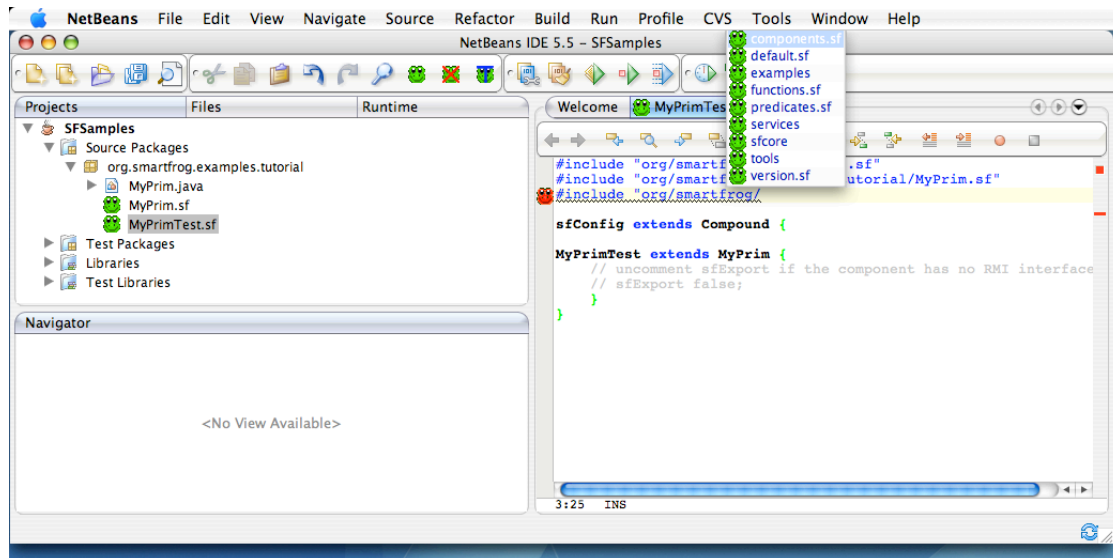 NetBeans File Edit View Navigate Source Refactor Build Run Profile CVS Tools Window Help
NetBeans IDE 5.5 – SFSamples
components.sf
default.sf
examples
functions.sf
predicates.sf
services
sfcore
tools
version.sf
Projects Files Runtime
SFSamples
Source Packages
org.smartfrog.examples.tutorial
MyPrim.java
MyPrim.sf
MyPrimTest.sf
Test Packages
Libraries
Test Libraries
Navigator
<No View Available>
Welcome MyPrimTes
#include "org/smartf .sf"
#include "org/smartf utorial/MyPrim.sf"
#include "org/smartfrog/
sfConfig extends Compound {
MyPrimTest extends MyPrim {
// uncomment sfExport if the component has no RMI interface
// sfExport false;
}
}
3:25 INS